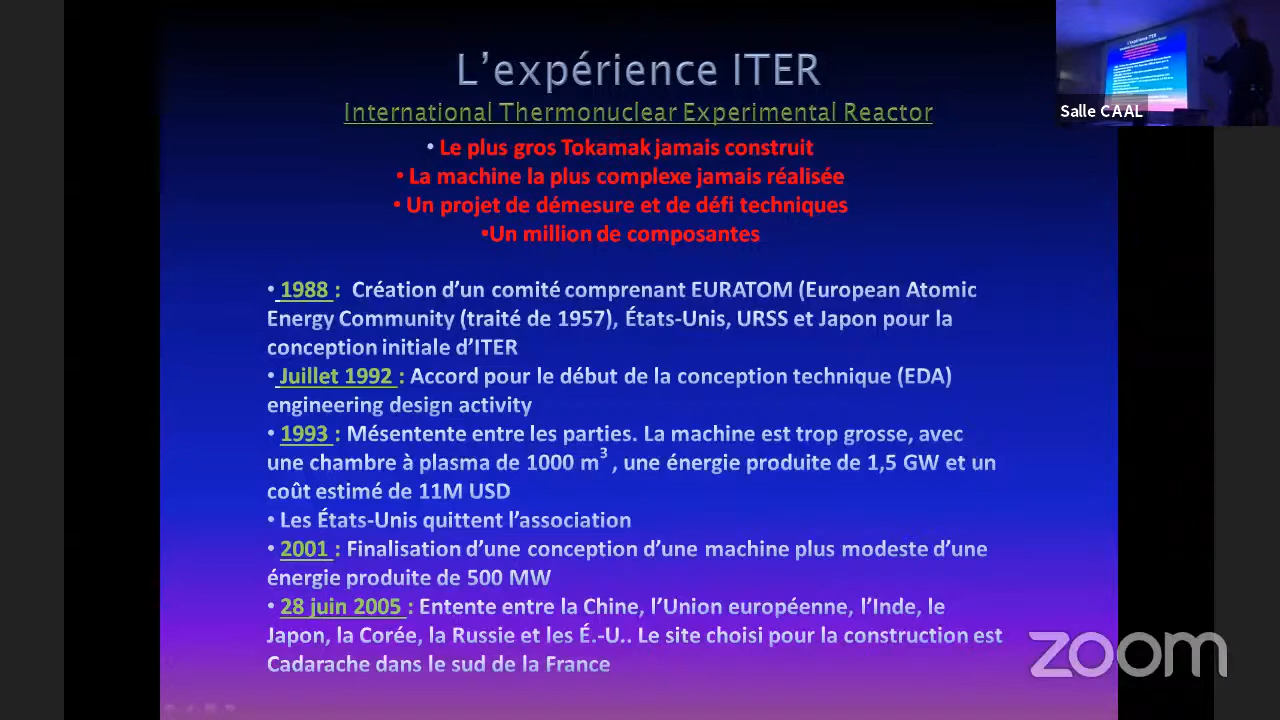 L'expérience ITER
International Thermonuclear Experimental Reactor
• Le plus gros Tokamak jamais construit
• La machine la plus complexe jamais réalisée
• Un projet de démesure et de défi techniques
•Un million de composantes
• 1988 : Création d'un comité comprenant EURATOM (European Atomic
Energy Community (traité de 1957), États-Unis, URSS et Japon pour la
conception initiale d'ITER
• Juillet 1992 : Accord pour le début de la conception technique (EDA)
engineering design activity
• 1993 : Mésentente entre les parties. La machine est trop grosse, avec
une chambre à plasma de 1000 m³ , une énergie produite de 1,5 GW et un
coût estimé de 11M USD
• Les États-Unis quittent l'association
• 2001 : Finalisation d'une conception d'une machine plus modeste d'une
énergie produite de 500 MW
• 28 juin 2005 : Entente entre la Chine, l'Union européenne, l'Inde, le
Japon, la Corée, la Russie et les É.-U.. Le site choisi pour la construction est
Cadarache dans le sud de la France
Salle CAAL
zoom